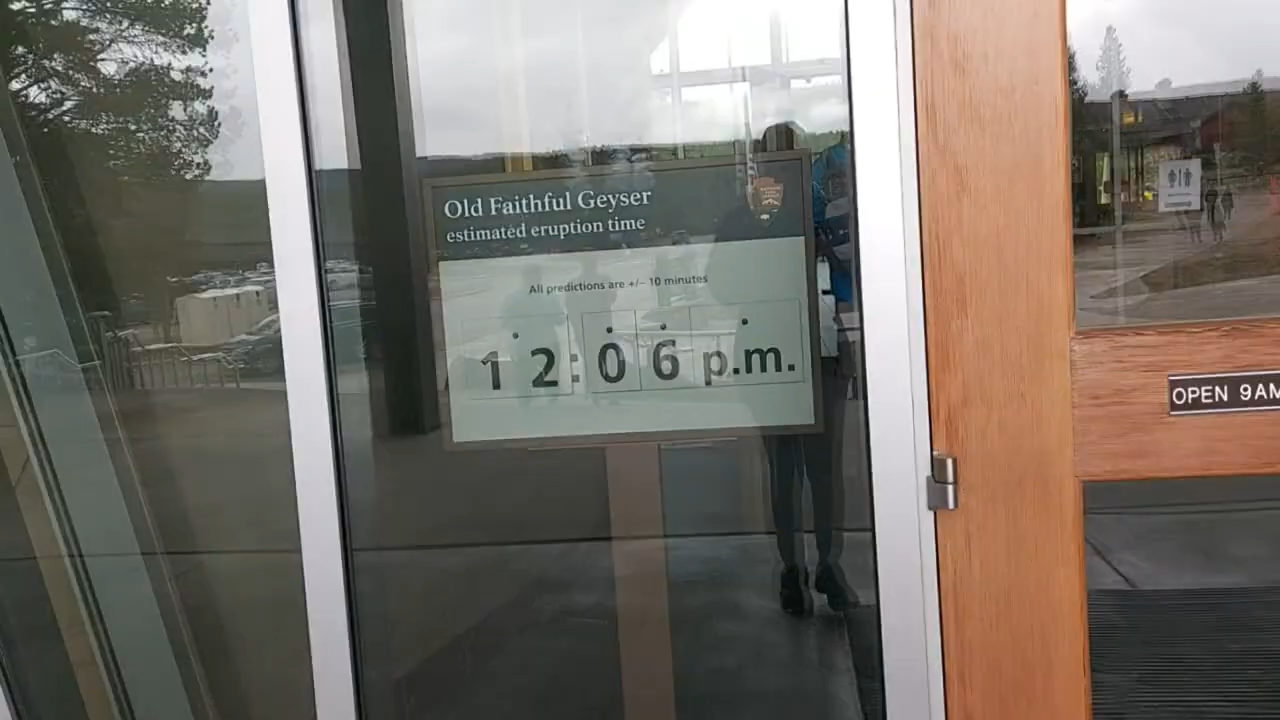 Old Faithful Geyser
estimated eruption time
All predictions are +/– 10 minutes
12:06 p.m.
OPEN 9AM